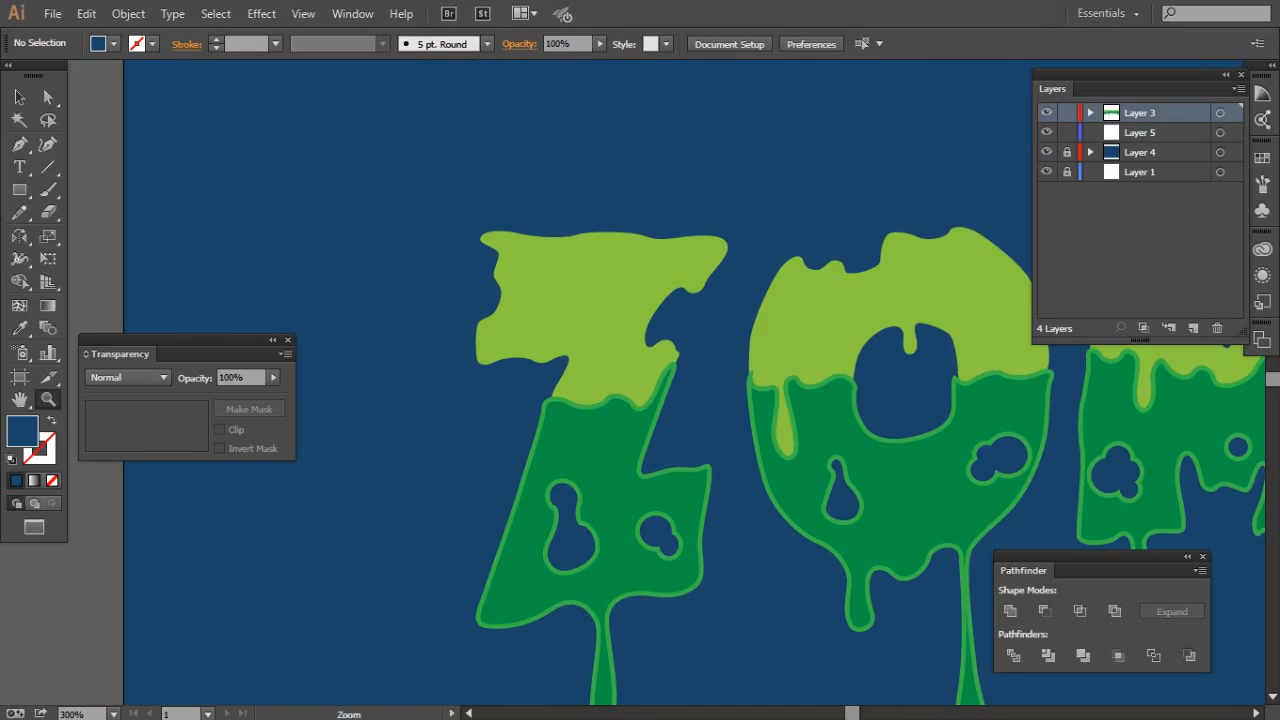 Ai File Edit Object Type Select Effect View Window Help Br St Essentials
No Selection Stroke: 5 pt. Round Opacity: 100% Style: Document Setup Preferences
Layers
Layer 3
Layer 5
Layer 4
Layer 1
4 Layers
Transparency
Normal Opacity: 100%
Make Mask
Clip
Invert Mask
ZO
Pathfinder
Shape Modes:
Expand
Pathfinders:
300% 1 Zoom